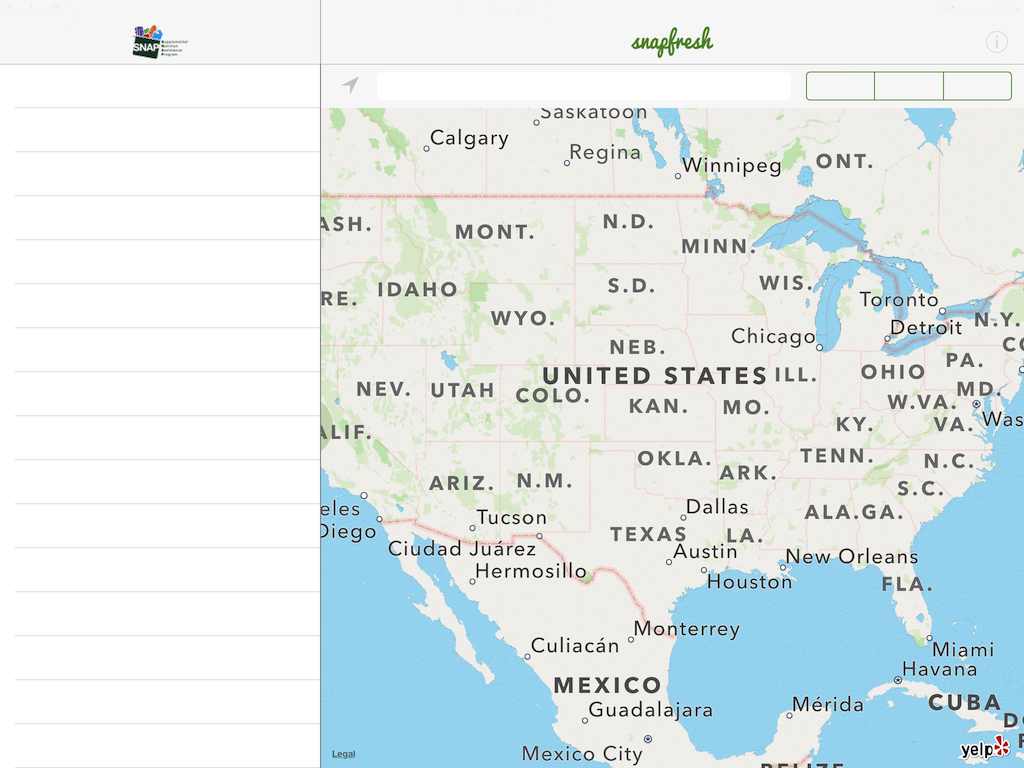 SNAP
Supplemental
Nutrition
Assistance
Program
snapfresh
Saskatoon
Calgary
Regina
Winnipeg
ONT.
ASH.
MONT.
N.D.
MINN.
IDAHO
S.D.
WIS.
RE.
Toronto
WYO.
Detroit
N.Y.
Chicago
NEB.
CO
PA.
UNITED STATES
ILL.
OHIO
NEV.
UTAH
COLO.
MD.
KAN.
MO.
W.VA.
KY.
VA.
Was
ALIF.
OKLA.
TENN.
N.C.
ARK.
ARIZ.
N.M.
S.C.
eles
Dallas
ALA.
GA.
Tucson
Diego
TEXAS
LA.
Ciudad Juárez
Austin
New Orleans
Hermosillo
Houston
FLA.
Monterrey
Culiacán
Miami
Havana
MEXICO
CUBA
Guadalajara
Mérida
DO
Mexico City
Legal
yelp
BELIZE